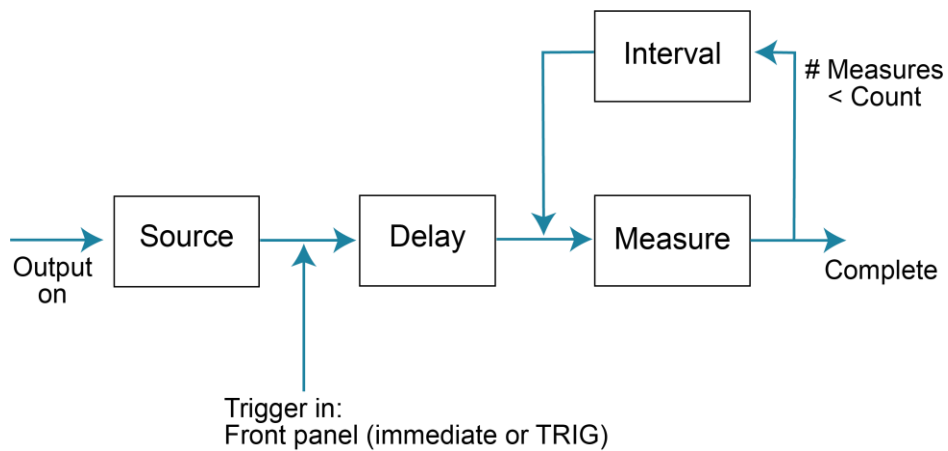 Interval
# Measures
< Count
Source
Delay
Measure
Output
on
Complete
Trigger in:
Front panel (immediate or TRIG)